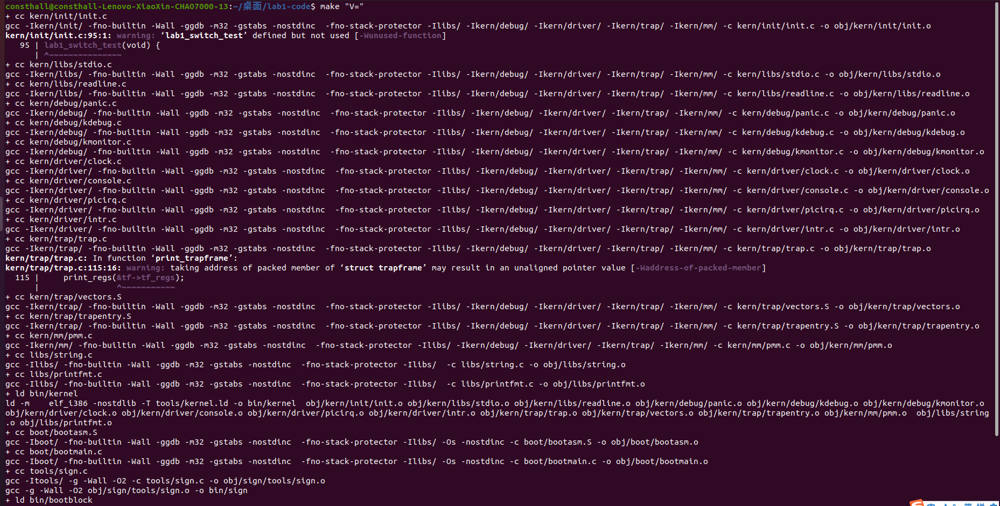 consthall@consthall-Lenovo-XiaoXin-CHAO7000-13:~/桌面/lab1-code$ make "V="
+ cc kern/init/init.c
gcc -Ikern/init/ -fno-builtin -Wall -ggdb -m32 -gstabs -nostdinc  -fno-stack-protector -Ilibs/ -Ikern/debug/ -Ikern/driver/ -Ikern/trap/ -Ikern/mm/ -c kern/init/init.c -o obj/kern/init/init.o
kern/init/init.c:95:1: warning: ‘lab1_switch_test’ defined but not used [-Wunused-function]
   95 | lab1_switch_test(void) {
      | ^~~~~~~~~~~~~~~~
+ cc kern/libs/stdio.c
gcc -Ikern/libs/ -fno-builtin -Wall -ggdb -m32 -gstabs -nostdinc  -fno-stack-protector -Ilibs/ -Ikern/debug/ -Ikern/driver/ -Ikern/trap/ -Ikern/mm/ -c kern/libs/stdio.c -o obj/kern/libs/stdio.o
+ cc kern/libs/readline.c
gcc -Ikern/libs/ -fno-builtin -Wall -ggdb -m32 -gstabs -nostdinc  -fno-stack-protector -Ilibs/ -Ikern/debug/ -Ikern/driver/ -Ikern/trap/ -Ikern/mm/ -c kern/libs/readline.c -o obj/kern/libs/readline.o
+ cc kern/debug/panic.c
gcc -Ikern/debug/ -fno-builtin -Wall -ggdb -m32 -gstabs -nostdinc  -fno-stack-protector -Ilibs/ -Ikern/debug/ -Ikern/driver/ -Ikern/trap/ -Ikern/mm/ -c kern/debug/panic.c -o obj/kern/debug/panic.o
+ cc kern/debug/kdebug.c
gcc -Ikern/debug/ -fno-builtin -Wall -ggdb -m32 -gstabs -nostdinc  -fno-stack-protector -Ilibs/ -Ikern/debug/ -Ikern/driver/ -Ikern/trap/ -Ikern/mm/ -c kern/debug/kdebug.c -o obj/kern/debug/kdebug.o
+ cc kern/debug/kmonitor.c
gcc -Ikern/debug/ -fno-builtin -Wall -ggdb -m32 -gstabs -nostdinc  -fno-stack-protector -Ilibs/ -Ikern/debug/ -Ikern/driver/ -Ikern/trap/ -Ikern/mm/ -c kern/debug/kmonitor.c -o obj/kern/debug/kmonitor.o
+ cc kern/driver/clock.c
gcc -Ikern/driver/ -fno-builtin -Wall -ggdb -m32 -gstabs -nostdinc  -fno-stack-protector -Ilibs/ -Ikern/debug/ -Ikern/driver/ -Ikern/trap/ -Ikern/mm/ -c kern/driver/clock.c -o obj/kern/driver/clock.o
+ cc kern/driver/console.c
gcc -Ikern/driver/ -fno-builtin -Wall -ggdb -m32 -gstabs -nostdinc  -fno-stack-protector -Ilibs/ -Ikern/debug/ -Ikern/driver/ -Ikern/trap/ -Ikern/mm/ -c kern/driver/console.c -o obj/kern/driver/console.o
+ cc kern/driver/picirq.c
gcc -Ikern/driver/ -fno-builtin -Wall -ggdb -m32 -gstabs -nostdinc  -fno-stack-protector -Ilibs/ -Ikern/debug/ -Ikern/driver/ -Ikern/trap/ -Ikern/mm/ -c kern/driver/picirq.c -o obj/kern/driver/picirq.o
+ cc kern/driver/intr.c
gcc -Ikern/driver/ -fno-builtin -Wall -ggdb -m32 -gstabs -nostdinc  -fno-stack-protector -Ilibs/ -Ikern/debug/ -Ikern/driver/ -Ikern/trap/ -Ikern/mm/ -c kern/driver/intr.c -o obj/kern/driver/intr.o
+ cc kern/trap/trap.c
gcc -Ikern/trap/ -fno-builtin -Wall -ggdb -m32 -gstabs -nostdinc  -fno-stack-protector -Ilibs/ -Ikern/debug/ -Ikern/driver/ -Ikern/trap/ -Ikern/mm/ -c kern/trap/trap.c -o obj/kern/trap/trap.o
kern/trap/trap.c: In function ‘print_trapframe’:
kern/trap/trap.c:115:16: warning: taking address of packed member of ‘struct trapframe’ may result in an unaligned pointer value [-Waddress-of-packed-member]
  115 |     print_regs(&tf->tf_regs);
      |                ^~~~~~~~~~~~
+ cc kern/trap/vectors.S
gcc -Ikern/trap/ -fno-builtin -Wall -ggdb -m32 -gstabs -nostdinc  -fno-stack-protector -Ilibs/ -Ikern/debug/ -Ikern/driver/ -Ikern/trap/ -Ikern/mm/ -c kern/trap/vectors.S -o obj/kern/trap/vectors.o
+ cc kern/trap/trapentry.S
gcc -Ikern/trap/ -fno-builtin -Wall -ggdb -m32 -gstabs -nostdinc  -fno-stack-protector -Ilibs/ -Ikern/debug/ -Ikern/driver/ -Ikern/trap/ -Ikern/mm/ -c kern/trap/trapentry.S -o obj/kern/trap/trapentry.o
+ cc kern/mm/pmm.c
gcc -Ikern/mm/ -fno-builtin -Wall -ggdb -m32 -gstabs -nostdinc  -fno-stack-protector -Ilibs/ -Ikern/debug/ -Ikern/driver/ -Ikern/trap/ -Ikern/mm/ -c kern/mm/pmm.c -o obj/kern/mm/pmm.o
+ cc libs/string.c
gcc -Ilibs/ -fno-builtin -Wall -ggdb -m32 -gstabs -nostdinc  -fno-stack-protector -Ilibs/  -c libs/string.c -o obj/libs/string.o
+ cc libs/printfmt.c
gcc -Ilibs/ -fno-builtin -Wall -ggdb -m32 -gstabs -nostdinc  -fno-stack-protector -Ilibs/  -c libs/printfmt.c -o obj/libs/printfmt.o
+ ld bin/kernel
ld -m    elf_i386 -nostdlib -T tools/kernel.ld -o bin/kernel  obj/kern/init/init.o obj/kern/libs/stdio.o obj/kern/libs/readline.o obj/kern/debug/panic.o obj/kern/debug/kdebug.o obj/kern/debug/kmonitor.o
obj/kern/driver/clock.o obj/kern/driver/console.o obj/kern/driver/picirq.o obj/kern/driver/intr.o obj/kern/trap/trap.o obj/kern/trap/vectors.o obj/kern/trap/trapentry.o obj/kern/mm/pmm.o  obj/libs/string
.o obj/libs/printfmt.o
+ cc boot/bootasm.S
gcc -Iboot/ -fno-builtin -Wall -ggdb -m32 -gstabs -nostdinc  -fno-stack-protector -Ilibs/ -Os -nostdinc -c boot/bootasm.S -o obj/boot/bootasm.o
+ cc boot/bootmain.c
gcc -Iboot/ -fno-builtin -Wall -ggdb -m32 -gstabs -nostdinc  -fno-stack-protector -Ilibs/ -Os -nostdinc -c boot/bootmain.c -o obj/boot/bootmain.o
+ cc tools/sign.c
gcc -Itools/ -g -Wall -O2 -c tools/sign.c -o obj/sign/tools/sign.o
gcc -g -Wall -O2 obj/sign/tools/sign.o -o bin/sign
+ ld bin/bootblock